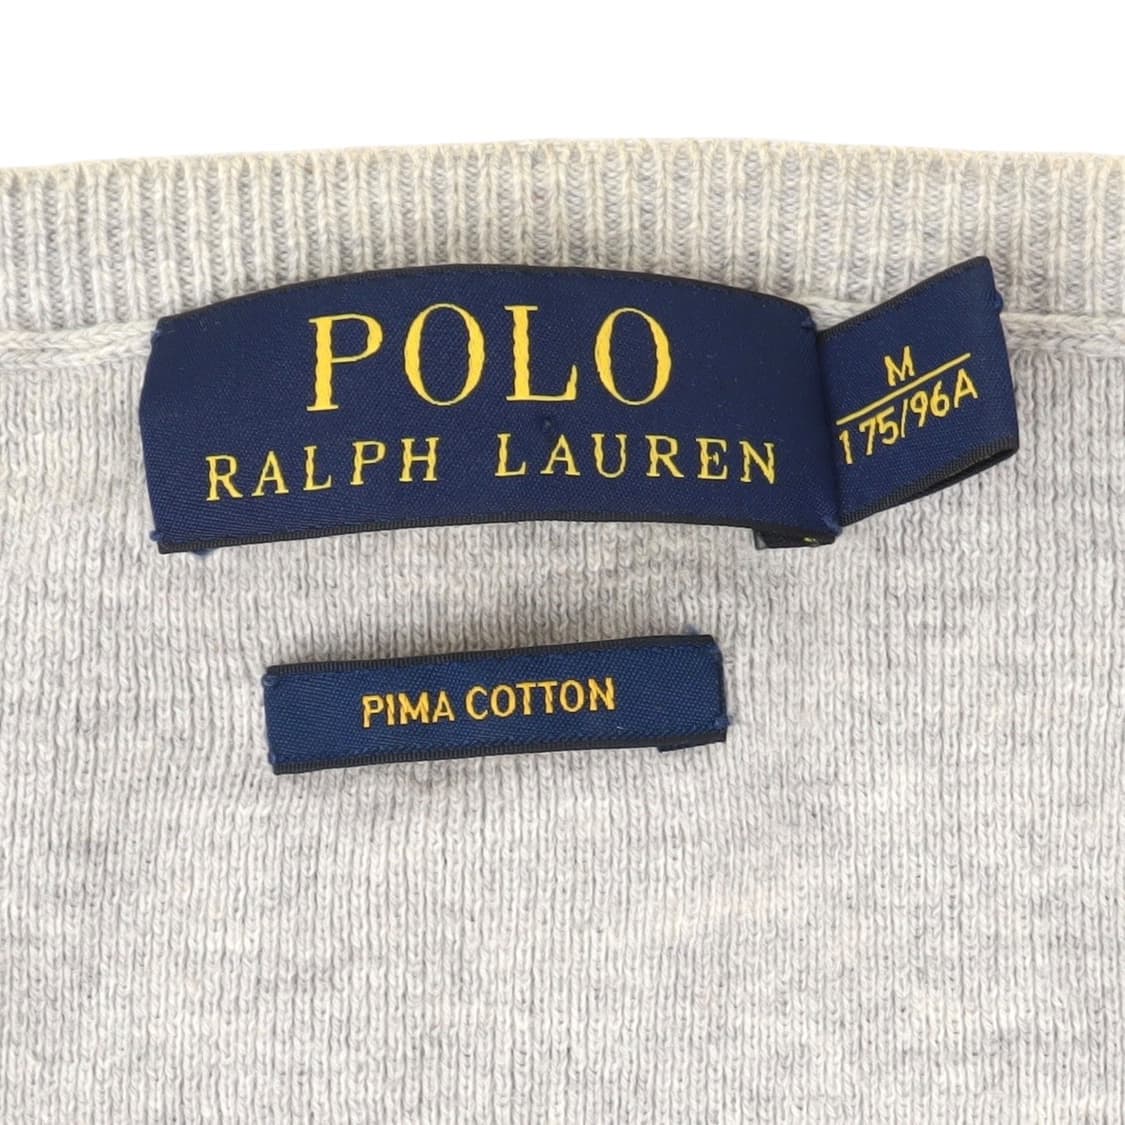 POLO
RALPH LAUREN
M
175/96A
PIMA COTTON